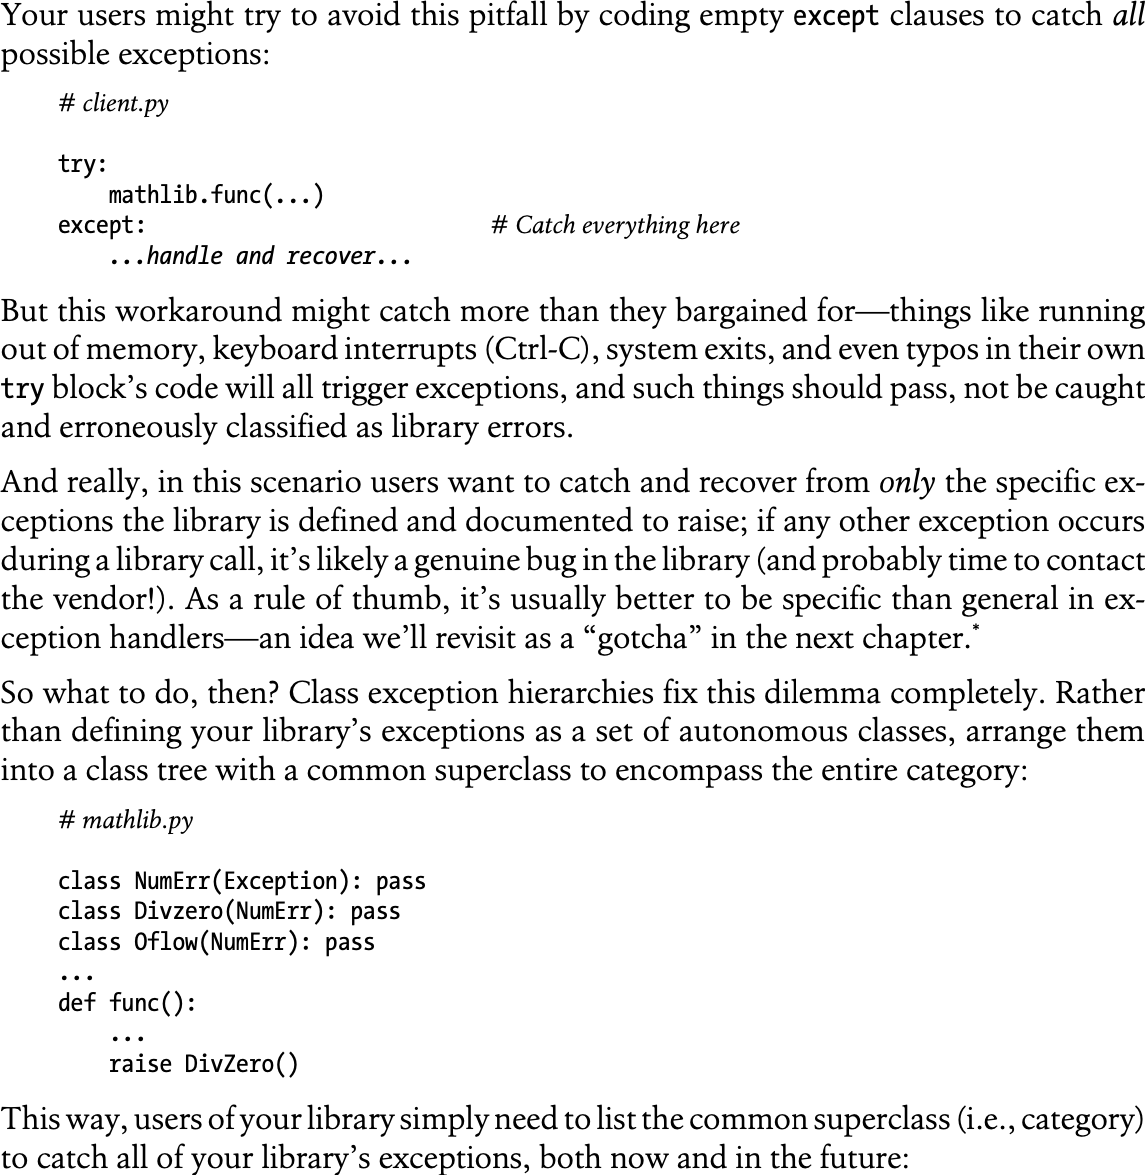 Your users might try to avoid this pitfall by coding empty except clauses to catch all
possible exceptions:
# client.py
try:
    mathlib.func(...)
except:                           # Catch everything here
    ...handle and recover...
But this workaround might catch more than they bargained for—things like running
out of memory, keyboard interrupts (Ctrl-C), system exits, and even typos in their own
try block’s code will all trigger exceptions, and such things should pass, not be caught
and erroneously classified as library errors.
And really, in this scenario users want to catch and recover from only the specific ex-
ceptions the library is defined and documented to raise; if any other exception occurs
during a library call, it’s likely a genuine bug in the library (and probably time to contact
the vendor!). As a rule of thumb, it’s usually better to be specific than general in ex-
ception handlers—an idea we’ll revisit as a “gotcha” in the next chapter.*
So what to do, then? Class exception hierarchies fix this dilemma completely. Rather
than defining your library’s exceptions as a set of autonomous classes, arrange them
into a class tree with a common superclass to encompass the entire category:
# mathlib.py
class NumErr(Exception): pass
class Divzero(NumErr): pass
class Oflow(NumErr): pass
...
def func():
    ...
    raise DivZero()
This way, users of your library simply need to list the common superclass (i.e., category)
to catch all of your library’s exceptions, both now and in the future: